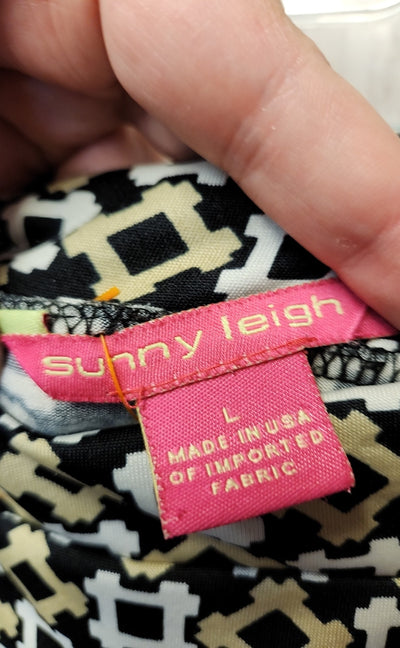 sunny leigh
L
MADE IN USA
OF IMPORTED
FABRIC